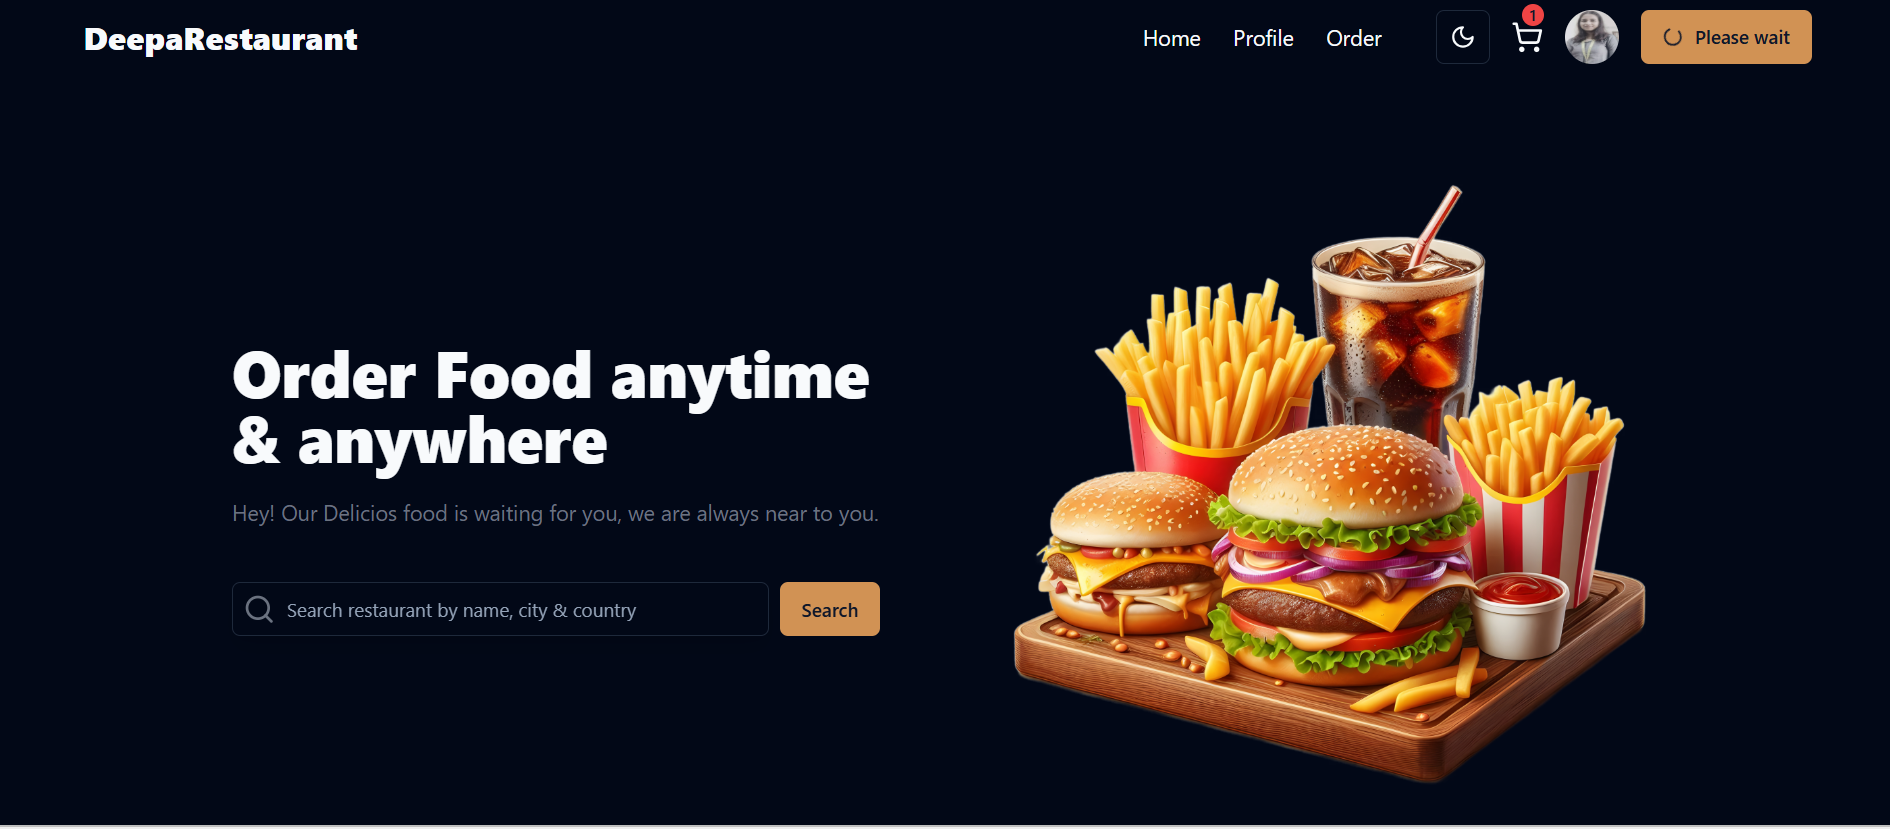 DeepaRestaurant
Home Profile Order 1 Please wait
Order Food anytime
& anywhere
Hey! Our Delicios food is waiting for you, we are always near to you.
Search restaurant by name, city & country Search